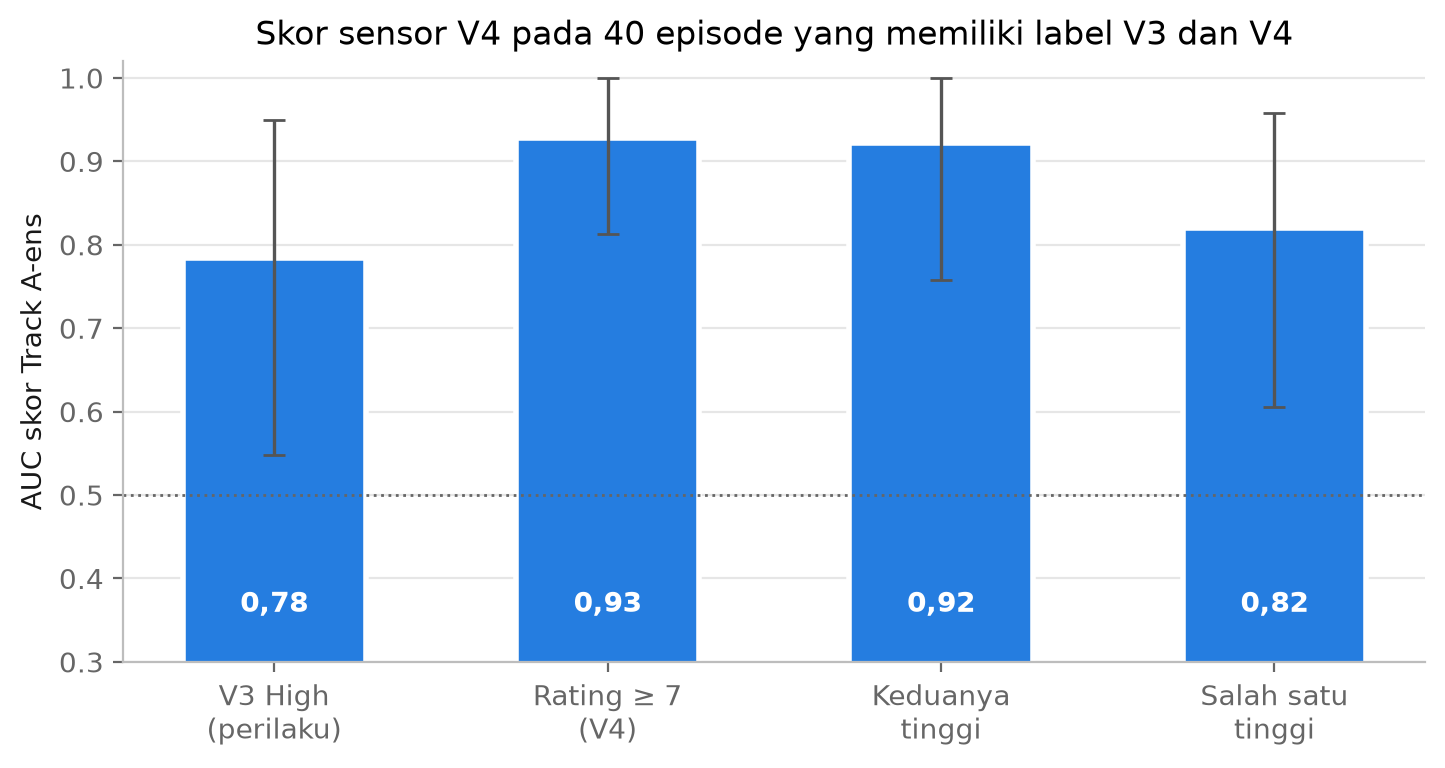 Skor sensor V4 pada 40 episode yang memiliki label V3 dan V4
AUC skor Track A-ens
1.0
0.9
0.8
0.7
0.6
0.5
0.4
0.3
0,78
0,93
0,92
0,82
V3 High
(perilaku)
Rating ≥ 7
(V4)
Keduanya
tinggi
Salah satu
tinggi